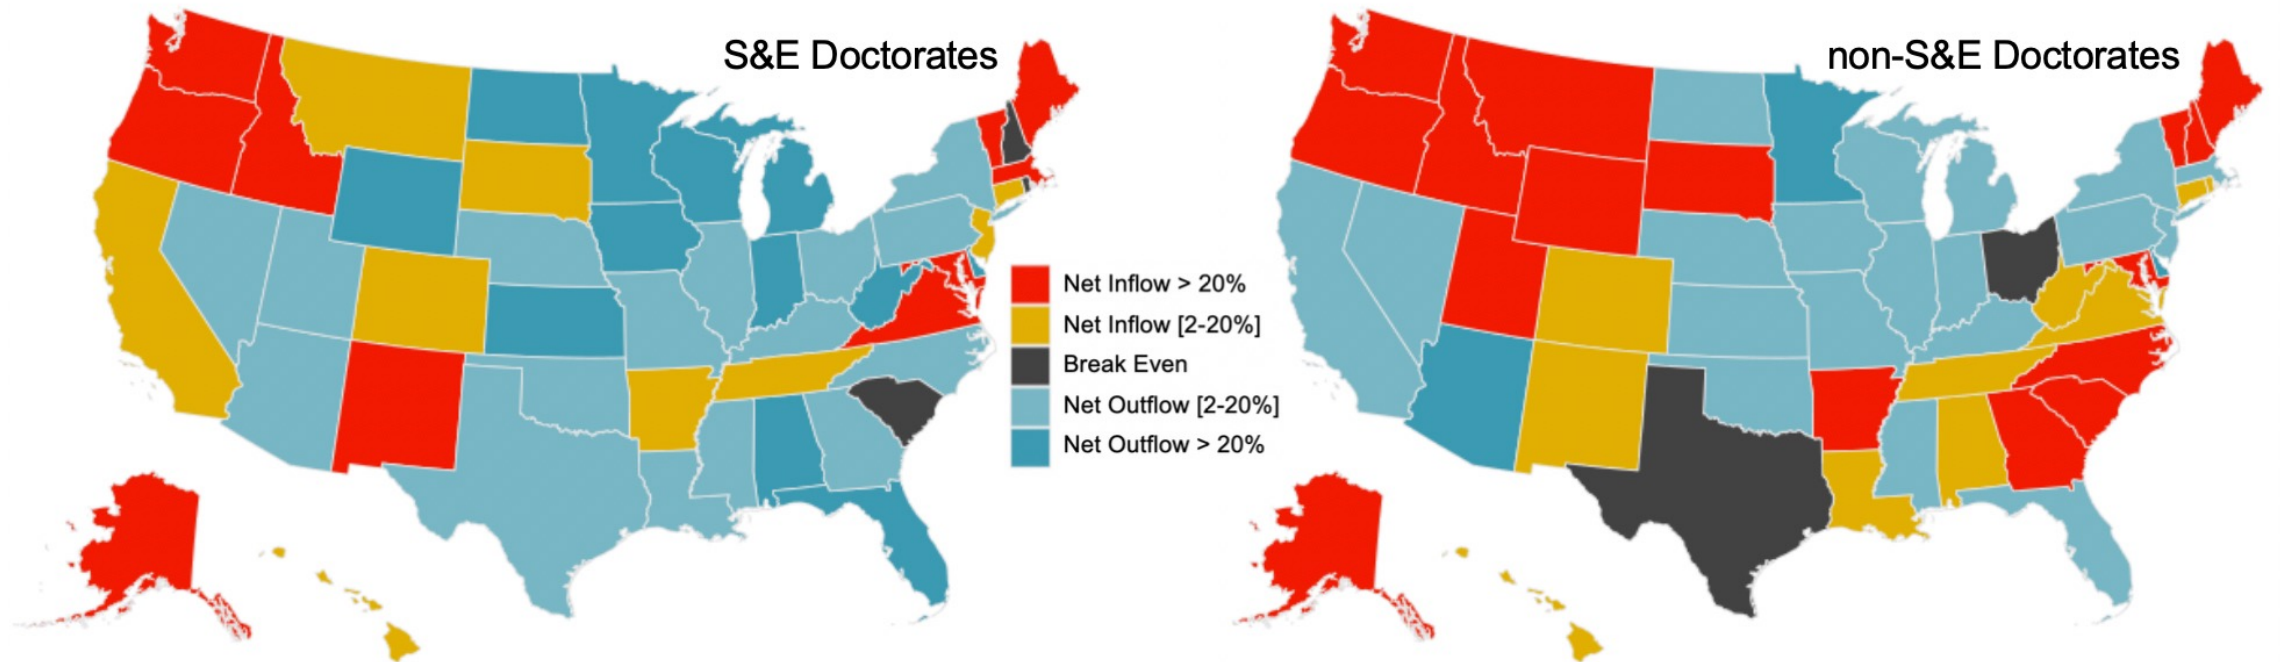 S&E Doctorates
non-S&E Doctorates
Net Inflow > 20%
Net Inflow [2-20%]
Break Even
Net Outflow [2-20%]
Net Outflow > 20%